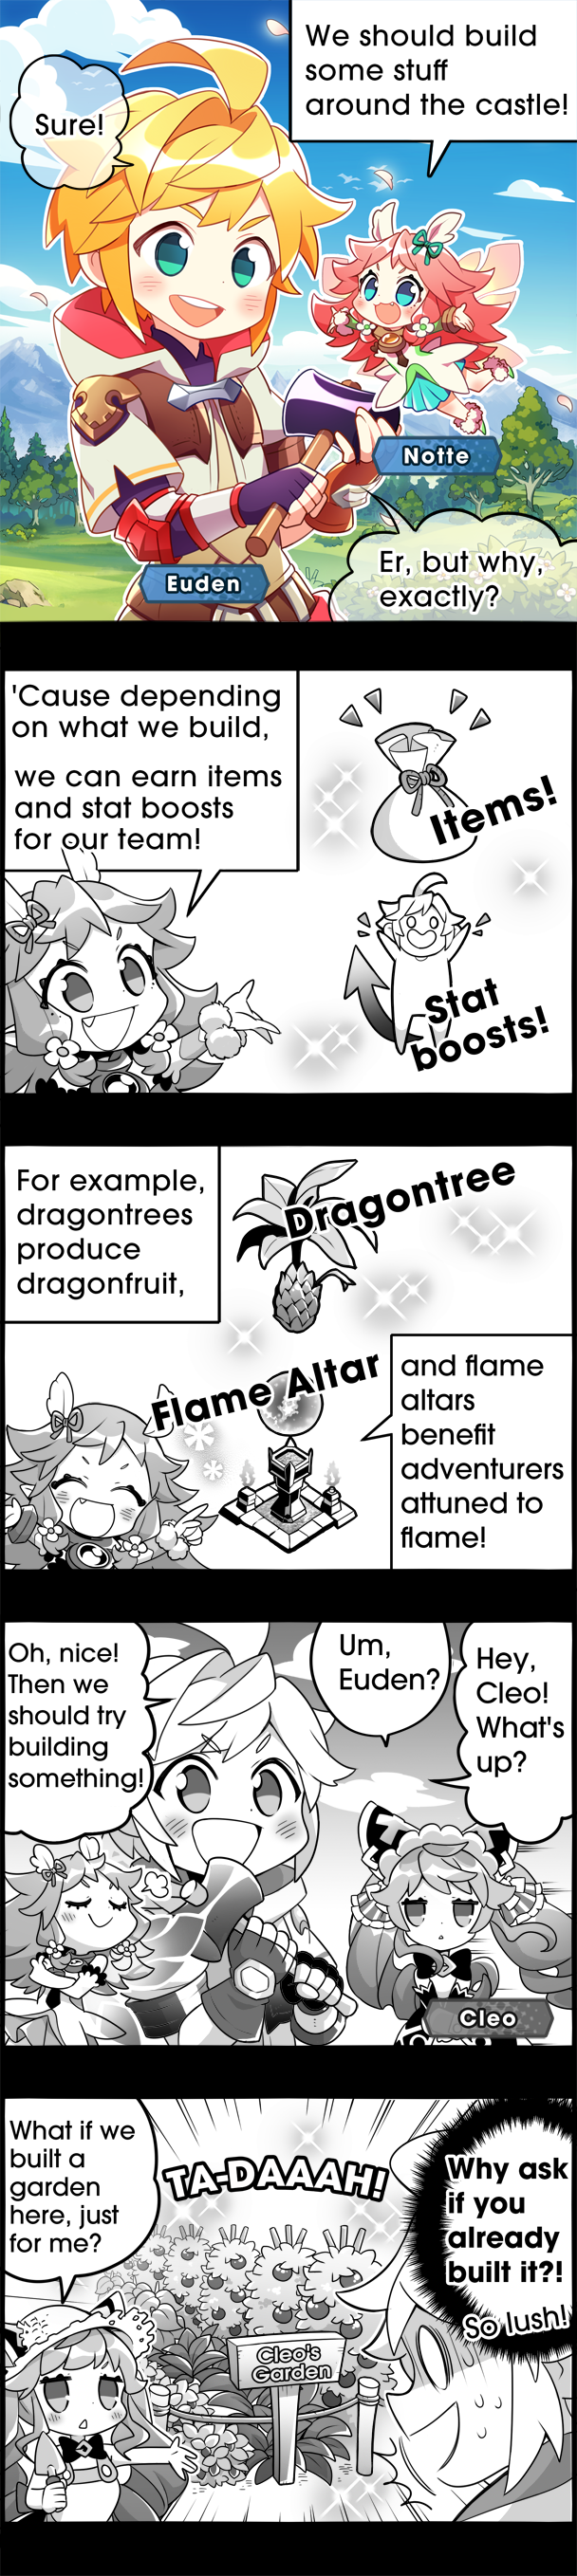 We should build
some stuff
around the castle!
Sure!
Notte
Er, but why,
exactly?
Euden
'Cause depending
on what we build,
we can earn items
and stat boosts
for our team!
Items!
Stat
boosts!
For example,
dragontrees
produce
dragonfruit,
Dragontree
Flame Altar
and flame
altars
benefit
adventurers
attuned to
flame!
Oh, nice!
Then we
should try
building
something!
Um,
Euden?
Hey,
Cleo!
What's
up?
Cleo
What if we
built a
garden
here, just
for me?
TA-DAAAH!
Cleo's
Garden
Why ask
if you
already
built it?!
So lush!